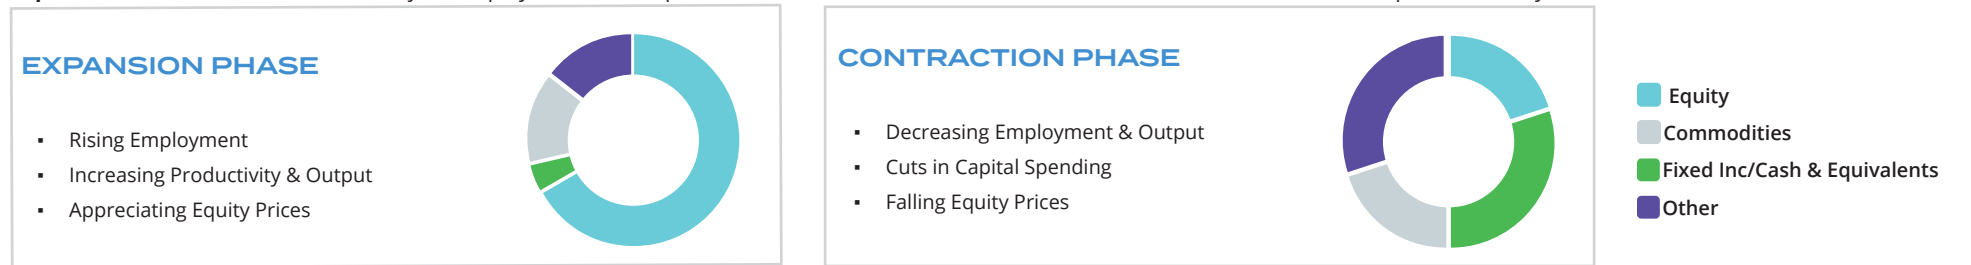 EXPANSION PHASE
▪ Rising Employment
▪ Increasing Productivity & Output
▪ Appreciating Equity Prices
CONTRACTION PHASE
▪ Decreasing Employment & Output
▪ Cuts in Capital Spending
▪ Falling Equity Prices
Equity
Commodities
Fixed Inc/Cash & Equivalents
Other